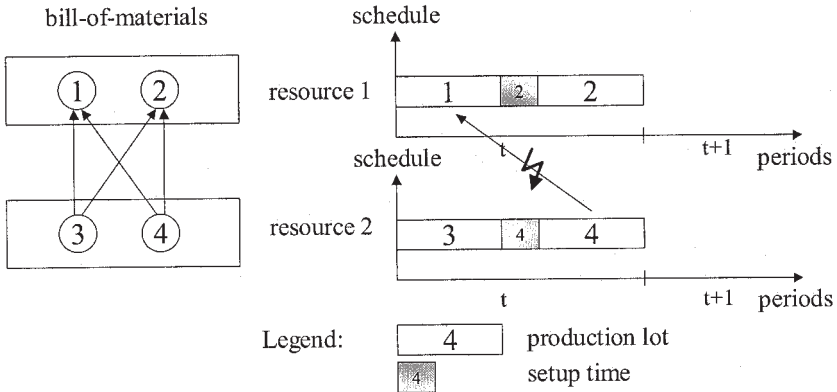 bill-of-materials
1 2
3 4
schedule
resource 1
1 2 2
t t+1 periods
schedule
resource 2
3 4 4
t t+1 periods
Legend:
4 production lot
4 setup time